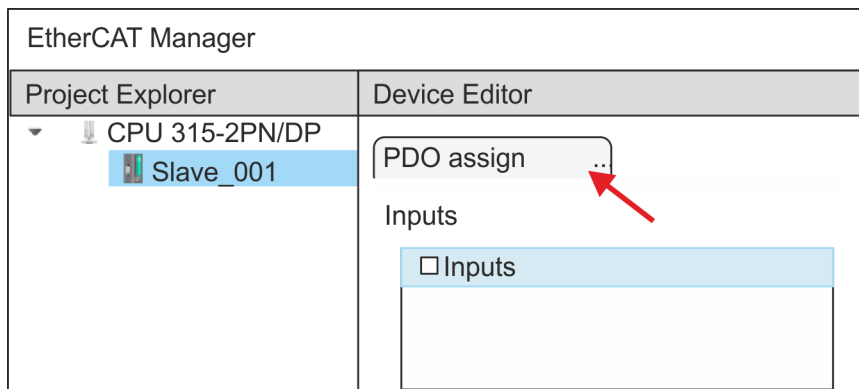 EtherCAT Manager
Project Explorer
Device Editor
CPU 315-2PN/DP
Slave_001
PDO assign ...
Inputs
Inputs